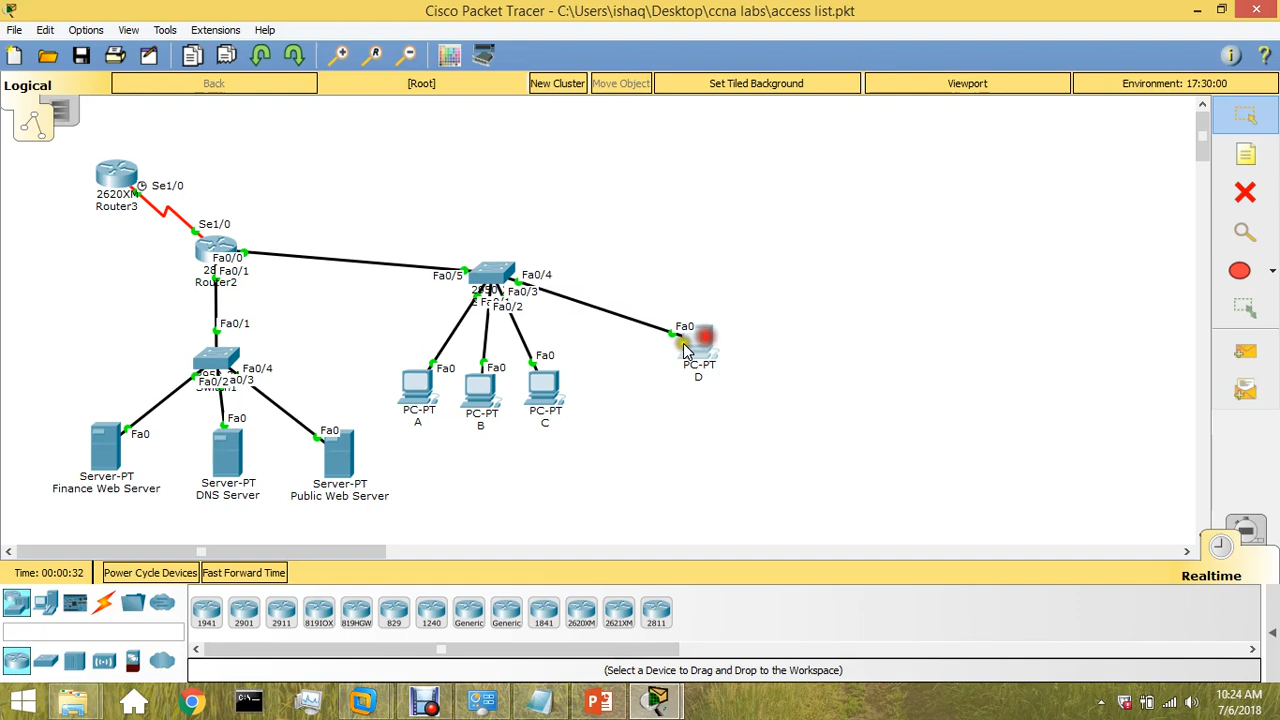 Cisco Packet Tracer - C:\Users\ishaq\Desktop\ccna labs\access list.pkt
File Edit Options View Tools Extensions Help
Logical
Back
[Root]
New Cluster
Move Object
Set Tiled Background
Viewport
Environment: 17:30:00
Se1/0
2620XM
Router3
Se1/0
Fa0/0
28
Fa0/1
Router2
Fa0/5
Fa0/4
Fa0/3
Fa0/2
Fa0
PC-PT
D
Fa0/1
Fa0/4
Fa0/2
Fa0
Fa0
Fa0
PC-PT
A
PC-PT
B
PC-PT
C
Fa0
Fa0
Fa0
Server-PT
Finance Web Server
Server-PT
DNS Server
Server-PT
Public Web Server
Time: 00:00:32
Power Cycle Devices
Fast Forward Time
Realtime
1941
2901
2911
819IOX
819HGW
829
1240
Generic
Generic
1841
2620XM
2621XM
2811
(Select a Device to Drag and Drop to the Workspace)
10:24 AM
7/6/2018